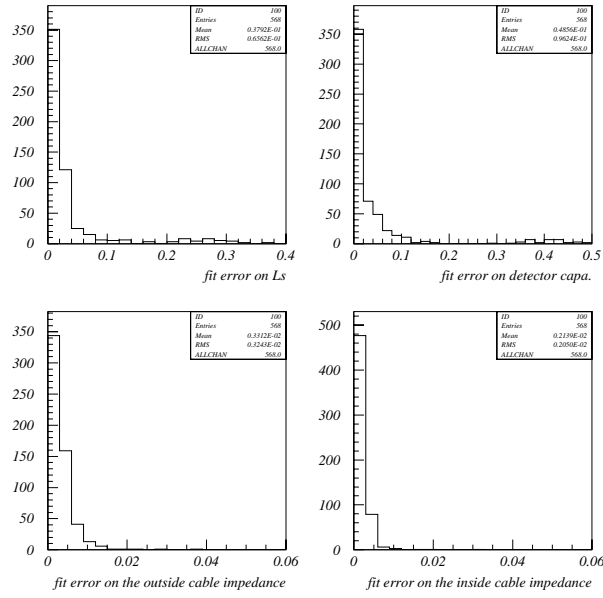 ID 100
Entries 568
Mean 0.3792E-01
RMS 0.6562E-01
ALLCHAN 568.0
350
300
250
200
150
100
50
0
0 0.1 0.2 0.3 0.4
fit error on Ls
ID 100
Entries 568
Mean 0.4856E-01
RMS 0.9624E-01
ALLCHAN 568.0
350
300
250
200
150
100
50
0
0 0.1 0.2 0.3 0.4 0.5
fit error on detector capa.
ID 100
Entries 568
Mean 0.3312E-02
RMS 0.3243E-02
ALLCHAN 568.0
350
300
250
200
150
100
50
0
0 0.02 0.04 0.06
fit error on the outside cable impedance
ID 100
Entries 568
Mean 0.2139E-02
RMS 0.2050E-02
ALLCHAN 568.0
500
400
300
200
100
0
0 0.02 0.04 0.06
fit error on the inside cable impedance